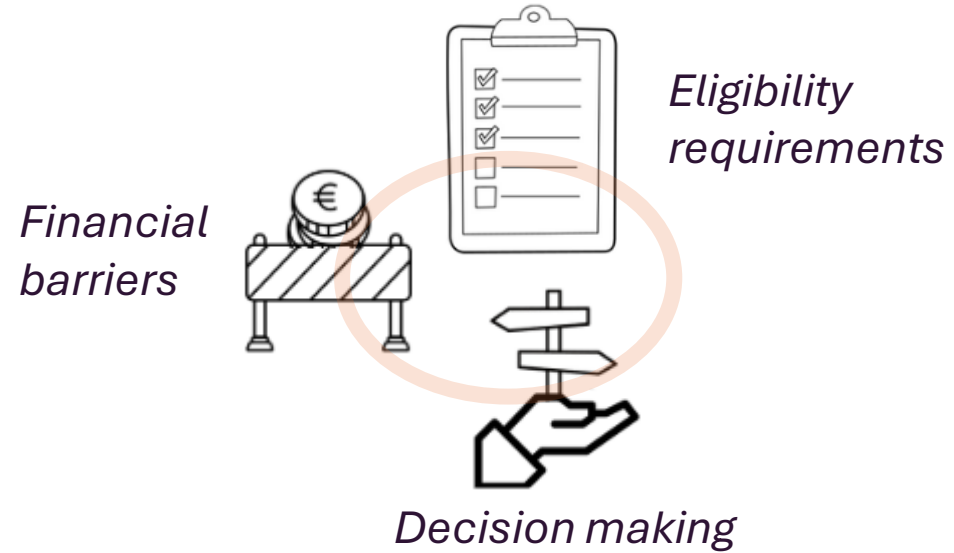 Eligibility
requirements
€
Financial
barriers
Decision making